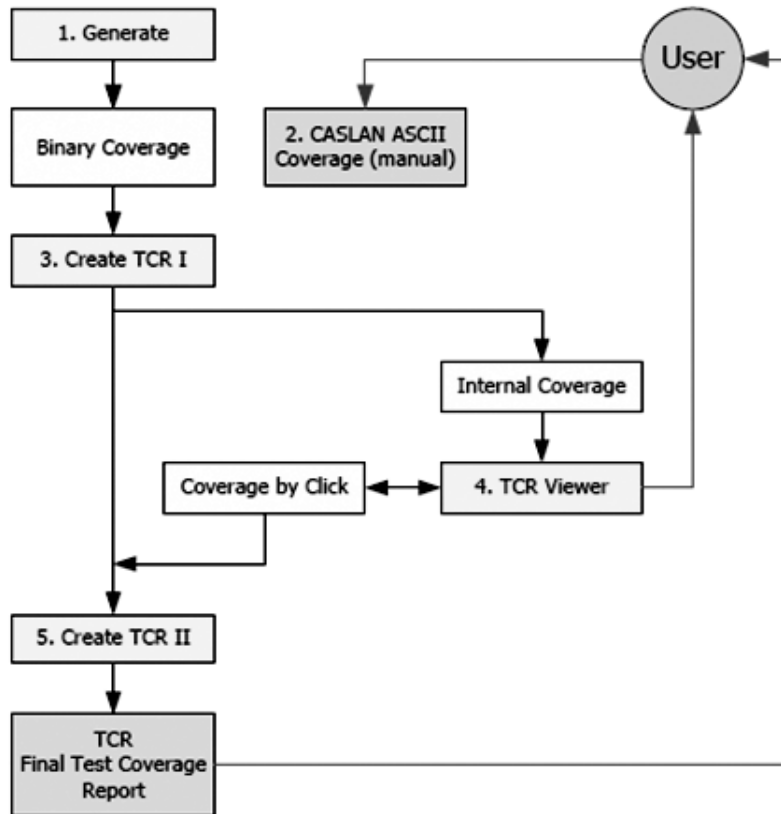 1. Generate
User
Binary Coverage
2. CASLAN ASCII
Coverage (manual)
3. Create TCR I
Internal Coverage
Coverage by Click
4. TCR Viewer
5. Create TCR II
TCR
Final Test Coverage
Report